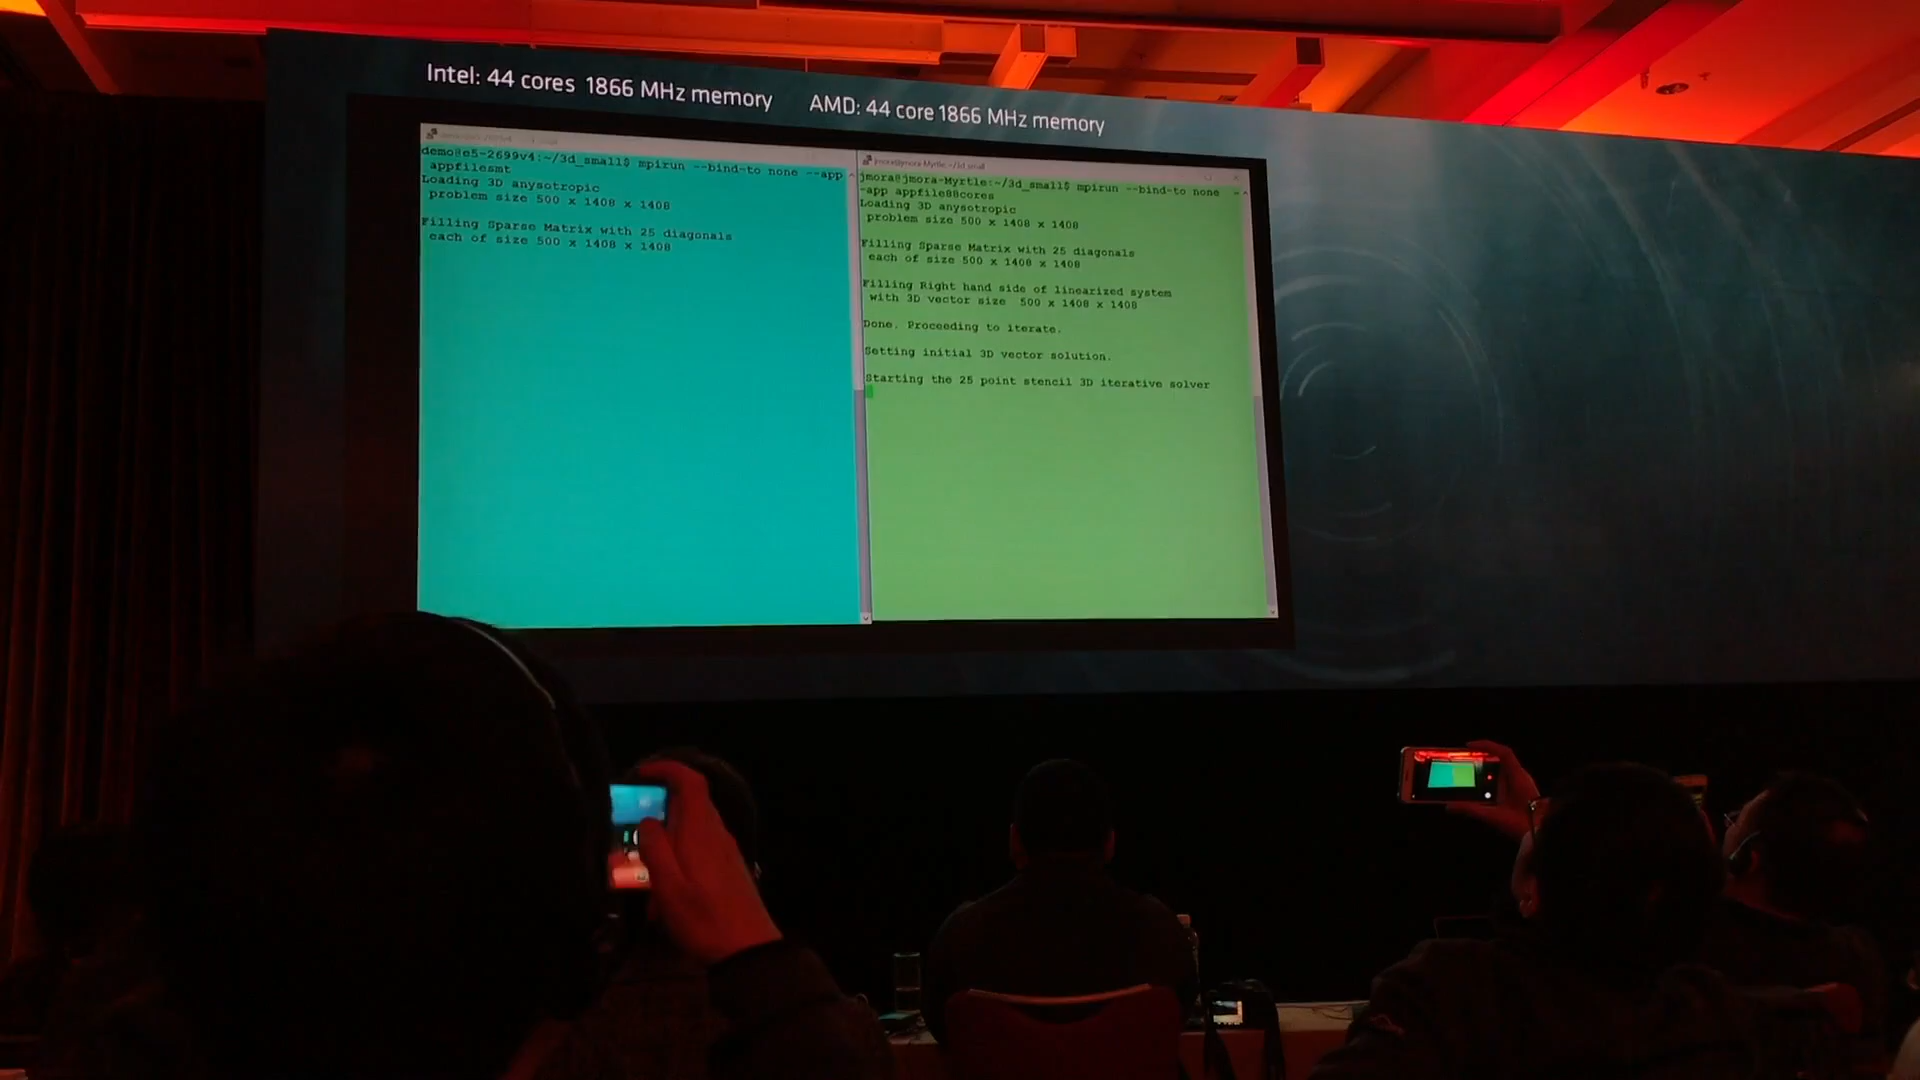 Intel: 44 cores 1866 MHz memory
AMD: 44 core 1866 MHz memory
demo@e5-2699v4:~/3d_small$ mpirun --bind-to none --app
appfilesmt
Loading 3D anysotropic
problem size 500 x 1408 x 1408
Filling Sparse Matrix with 25 diagonals
each of size 500 x 1408 x 1408
jmora@jmora-Myrtle: ~/3d_small
jmora@jmora-Myrtle:~/3d_small$ mpirun --bind-to none -
-app appfile88cores
Loading 3D anysotropic
problem size 500 x 1408 x 1408
Filling Sparse Matrix with 25 diagonals
each of size 500 x 1408 x 1408
Filling Right hand side of linearized system
with 3D vector size 500 x 1408 x 1408
Done. Proceeding to iterate.
Setting initial 3D vector solution.
Starting the 25 point stencil 3D iterative solver